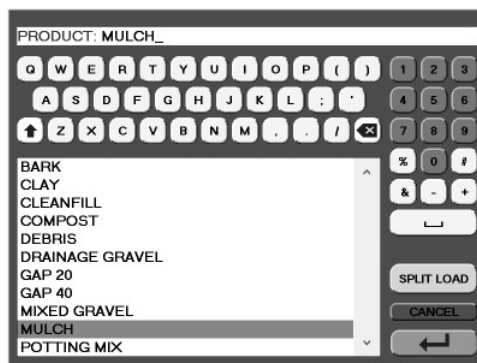 PRODUCT: MULCH_
Q W E R T Y U I O P ( ) 1 2 3
A S D F G H J K L ; ' 4 5 6
Z X C V B N M , . / 7 8 9
% 0 #
& - +
BARK
CLAY
CLEANFILL
COMPOST
DEBRIS
DRAINAGE GRAVEL
GAP 20
GAP 40
MIXED GRAVEL
MULCH
POTTING MIX
SPLIT LOAD
CANCEL